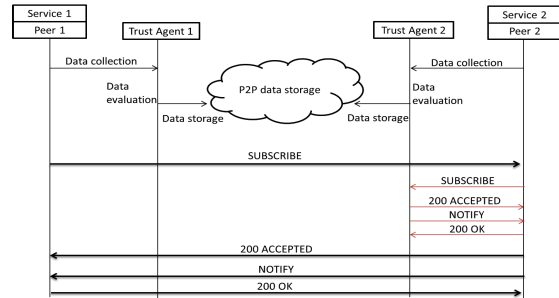 Service 1
Service 2
Peer 1
Trust Agent 1
Trust Agent 2
Peer 2
Data collection
Data collection
Data
evaluation
P2P data storage
Data
evaluation
Data storage
Data storage
SUBSCRIBE
SUBSCRIBE
200 ACCEPTED
NOTIFY
200 OK
200 ACCEPTED
NOTIFY
200 OK